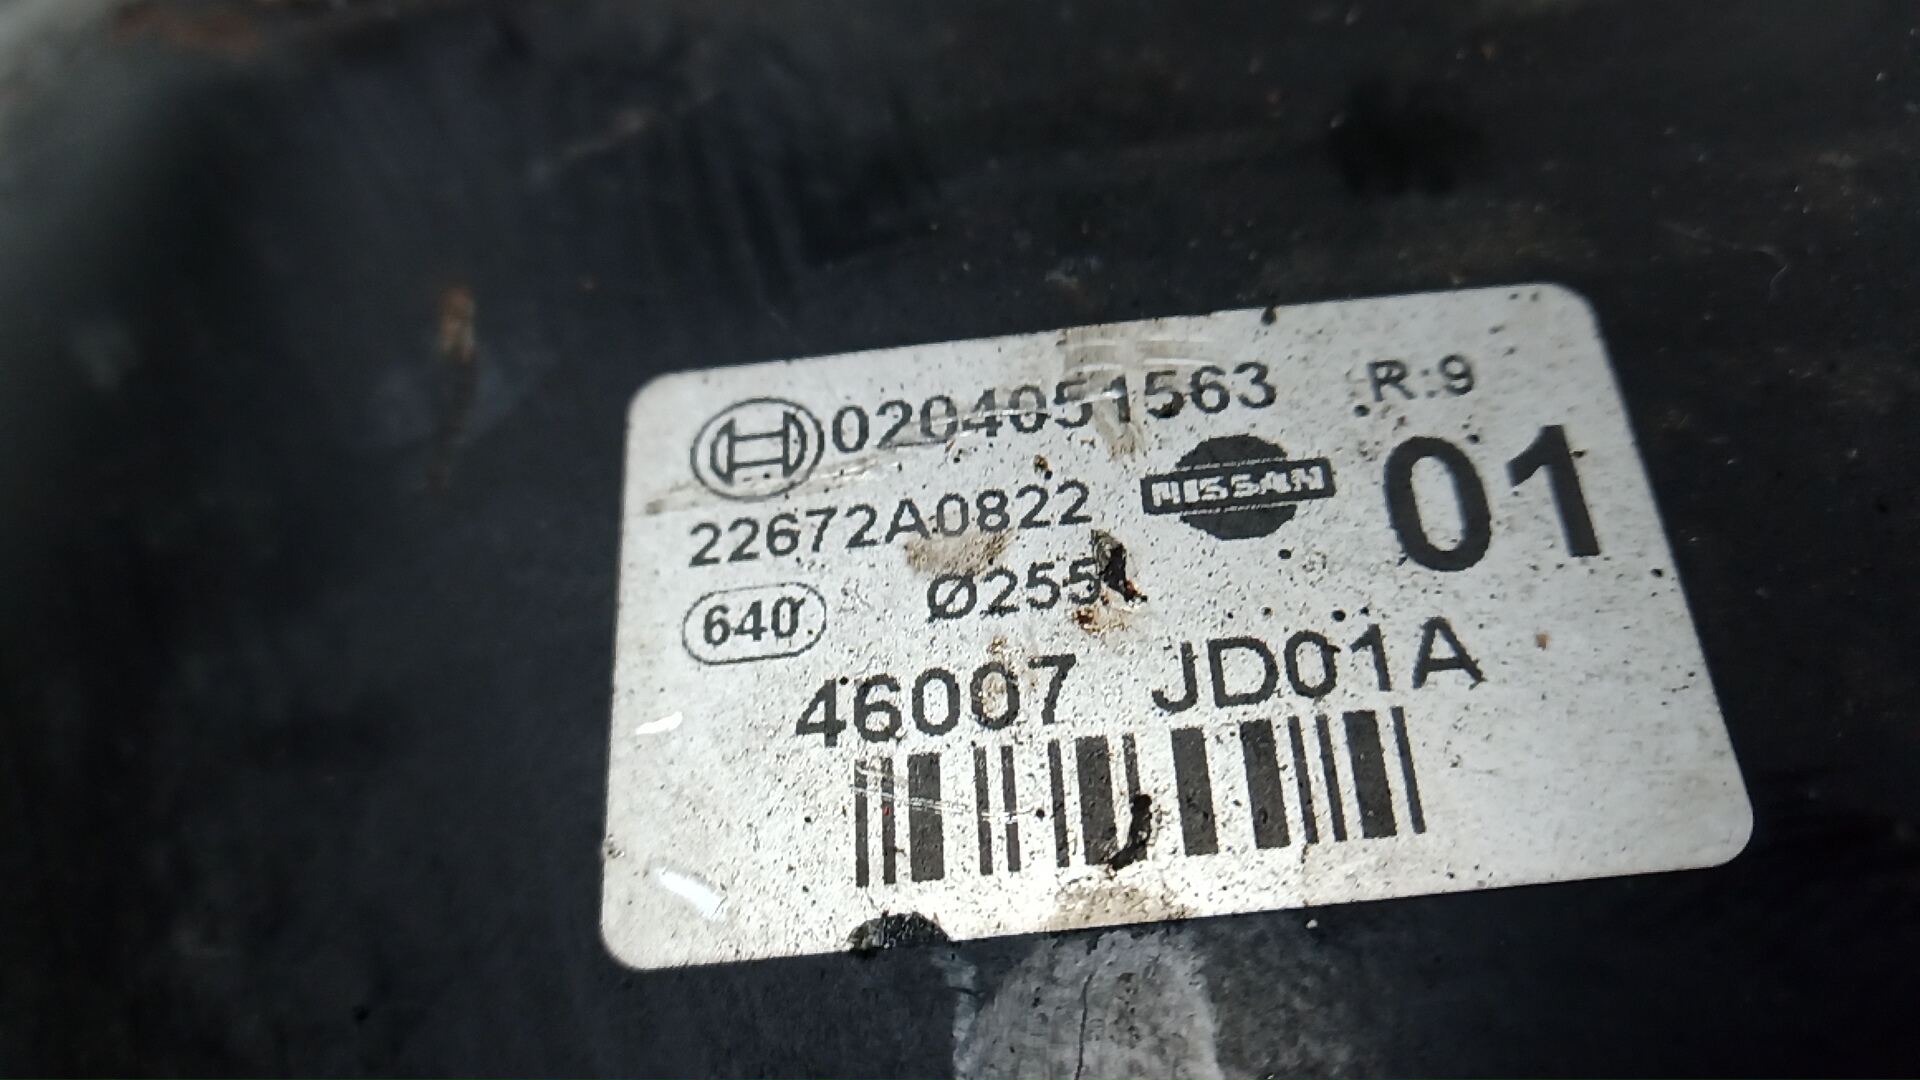 0204051563 R:9
22672A0822 NISSAN 01
640 Ø255
46007 JD01A